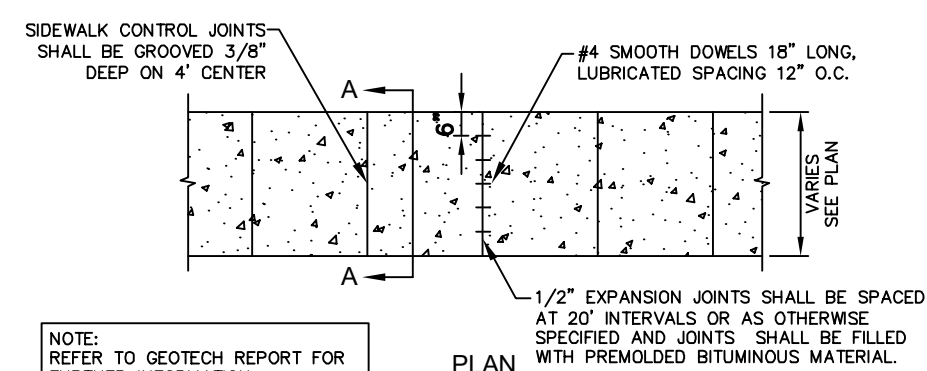 SIDEWALK CONTROL JOINTS
SHALL BE GROOVED 3/8"
DEEP ON 4' CENTER
#4 SMOOTH DOWELS 18" LONG,
LUBRICATED SPACING 12" O.C.
A
6"
VARIES
SEE PLAN
A
1/2" EXPANSION JOINTS SHALL BE SPACED
AT 20' INTERVALS OR AS OTHERWISE
SPECIFIED AND JOINTS SHALL BE FILLED
WITH PREMOLDED BITUMINOUS MATERIAL.
NOTE:
REFER TO GEOTECH REPORT FOR
PLAN